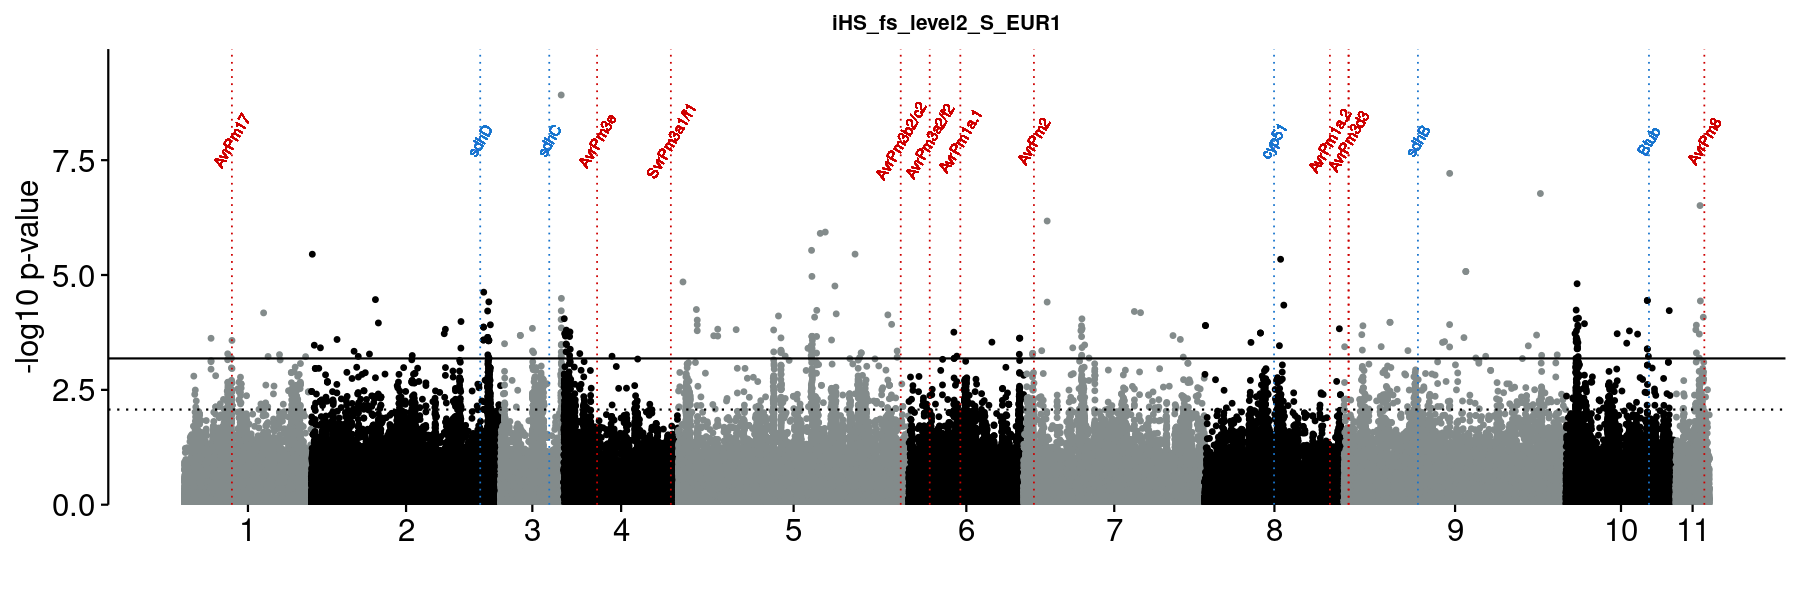 iHS_fs_level2_S_EUR1
-log10 p-value
7.5
5.0
2.5
0.0
AvrPm17
sdhD
sdhC
AvrPm3e
SvrPm3a1/f1
AvrPm3b2/c2
AvrPm3a2/f2
AvrPm1a.1
AvrPm2
cyp51
AvrPm1a.2
AvrPm3d3
sdhB
Btub
AvrPm8
1
2
3
4
5
6
7
8
9
10
11